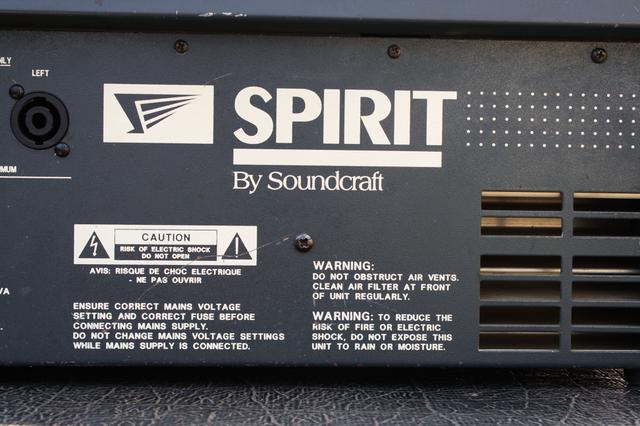 LEFT
SPIRIT
By Soundcraft
CAUTION
RISK OF ELECTRIC SHOCK
DO NOT OPEN
AVIS: RISQUE DE CHOC ELECTRIQUE
- NE PAS OUVRIR
ENSURE CORRECT MAINS VOLTAGE
SETTING AND CORRECT FUSE BEFORE
CONNECTING MAINS SUPPLY.
DO NOT CHANGE MAINS VOLTAGE SETTINGS
WHILE MAINS SUPPLY IS CONNECTED.
WARNING:
DO NOT OBSTRUCT AIR VENTS.
CLEAN AIR FILTER AT FRONT
OF UNIT REGULARLY.
WARNING: TO REDUCE THE
RISK OF FIRE OR ELECTRIC
SHOCK, DO NOT EXPOSE THIS
UNIT TO RAIN OR MOISTURE.